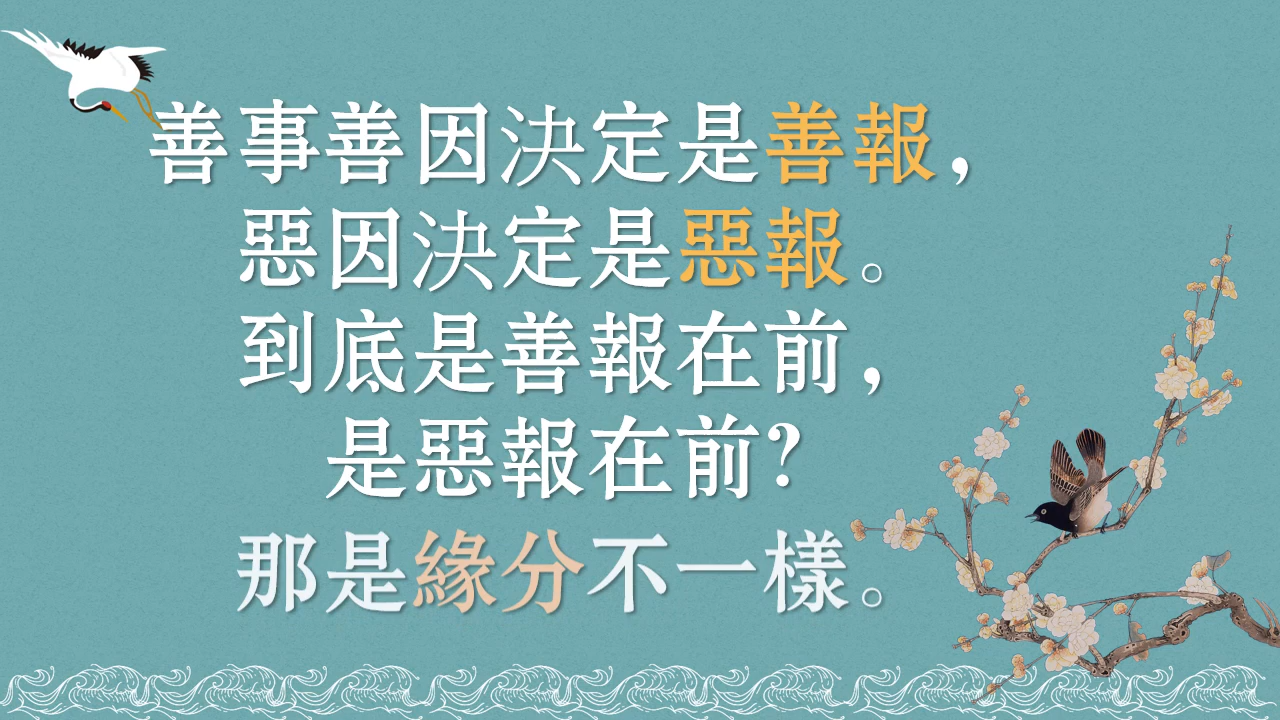 善事善因決定是善報，
惡因決定是惡報。
到底是善報在前，
是惡報在前？
那是緣分不一樣。